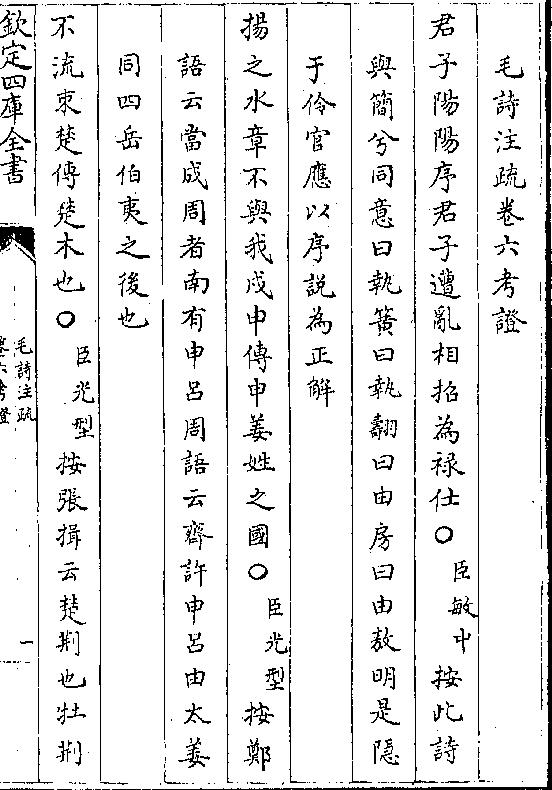 毛詩注疏卷六考證
君子陽陽序君子遭亂相招為禄仕○臣敏中按此詩
與簡兮同意曰執簧曰執翿曰由房曰由敖明是隱
于伶官應以序説為正解
揚之水章不與我戍申傳申姜姓之國○臣光型按鄭
語云當成周者南有申呂周語云齊許申呂由太姜
同四岳伯夷之後也
不流束楚傳楚木也○臣光型按張揖云楚荆也牡荆
欽定四庫全書
毛詩注疏
卷六考證
一